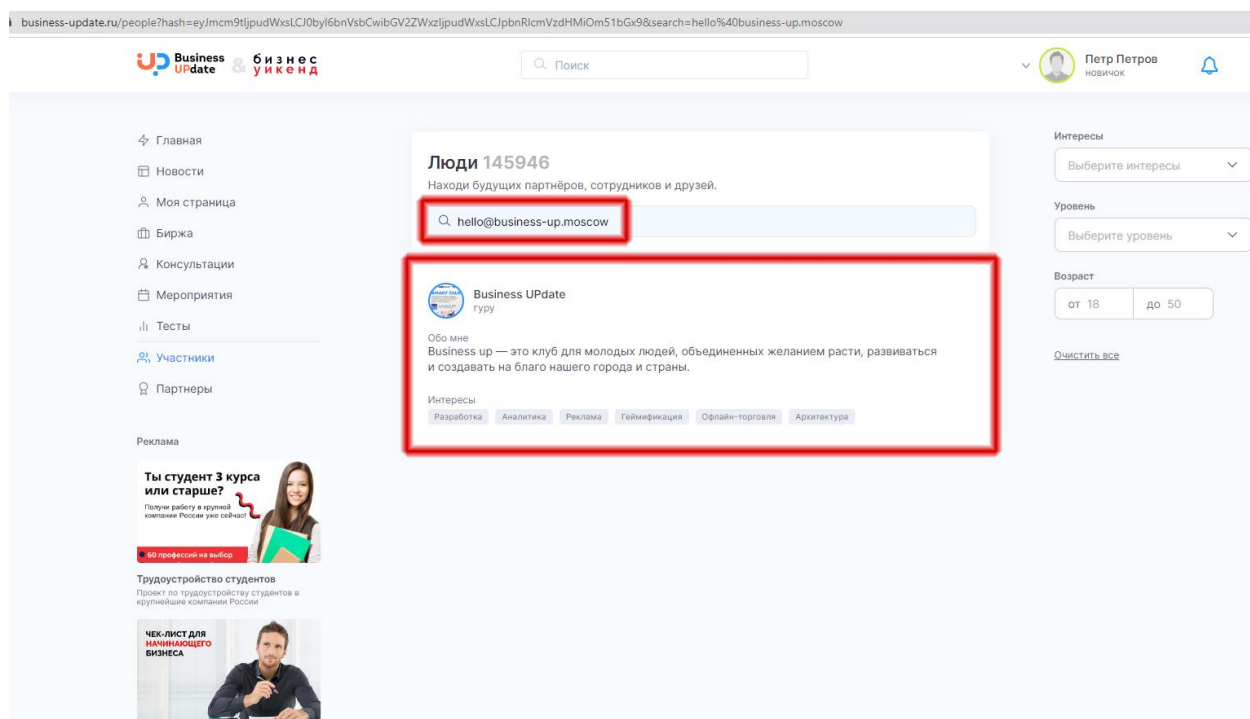 business-update.ru/people?hash=eyJmcm9tIjpudWxsLCJ0byI6bnVsbCwibGV2ZWxzIjpudWxsLCJpbnRlcmVzdHMiOm51bGx9&search=hello%40business-up.moscow
Business UPdate & бизнес уикенд
Поиск
Петр Петров
новичок
Главная
Новости
Моя страница
Биржа
Консультации
Мероприятия
Тесты
Участники
Партнеры
Люди 145946
Находи будущих партнёров, сотрудников и друзей.
hello@business-up.moscow
Business UPdate
гуру
Обо мне
Business up — это клуб для молодых людей, объединенных желанием расти, развиваться
и создавать на благо нашего города и страны.
Интересы
Разработка Аналитика Реклама Геймификация Офлайн-торговля Архитектура
Интересы
Выберите интересы
Уровень
Выберите уровень
Возраст
от 18 до 50
Очистить все
Реклама
Ты студент 3 курса
или старше?
Получи работу в крупной
компании России уже сейчас!
60 профессий на выбор
Трудоустройство студентов
Проект по трудоустройству студентов в
крупнейшие компании России
ЧЕК-ЛИСТ ДЛЯ
НАЧИНАЮЩЕГО
БИЗНЕСА